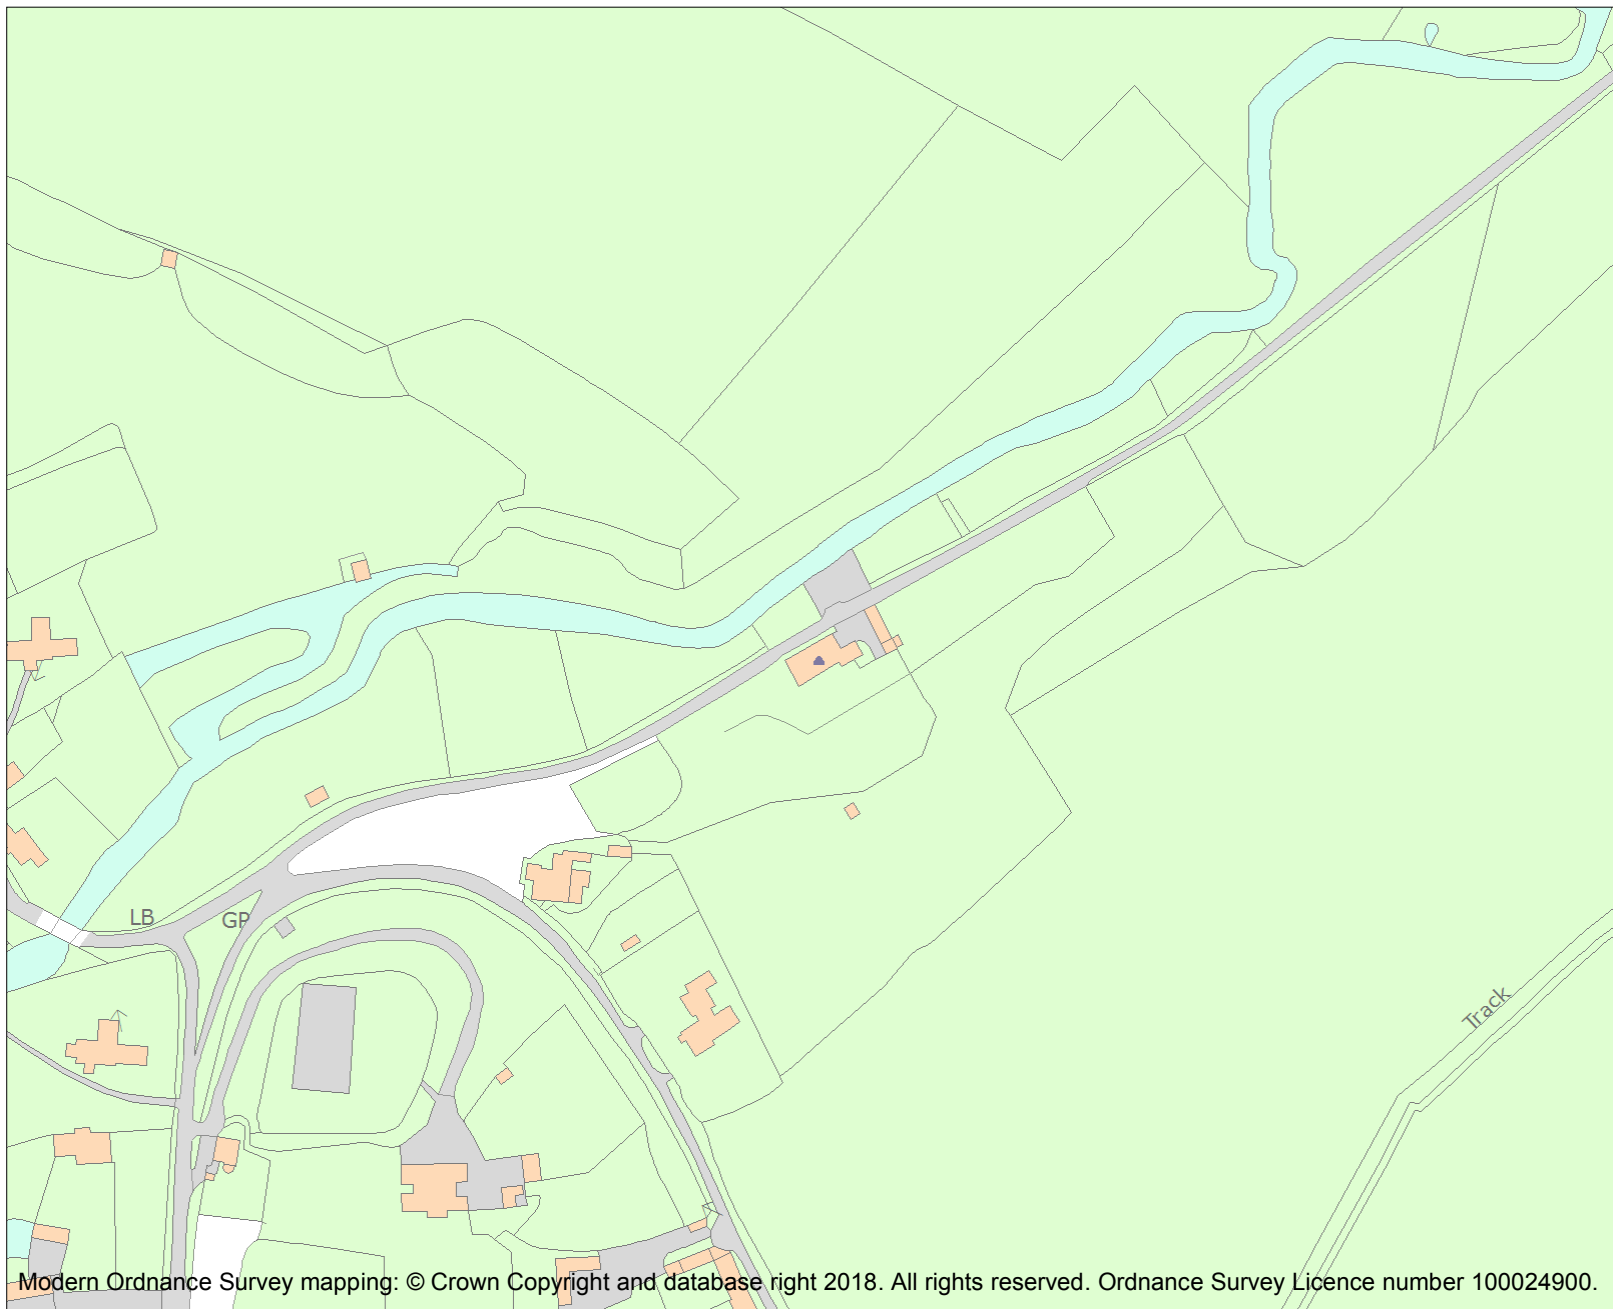 LB
GP
Track
Modern Ordnance Survey mapping: © Crown Copyright and database right 2018. All rights reserved. Ordnance Survey Licence number 100024900.